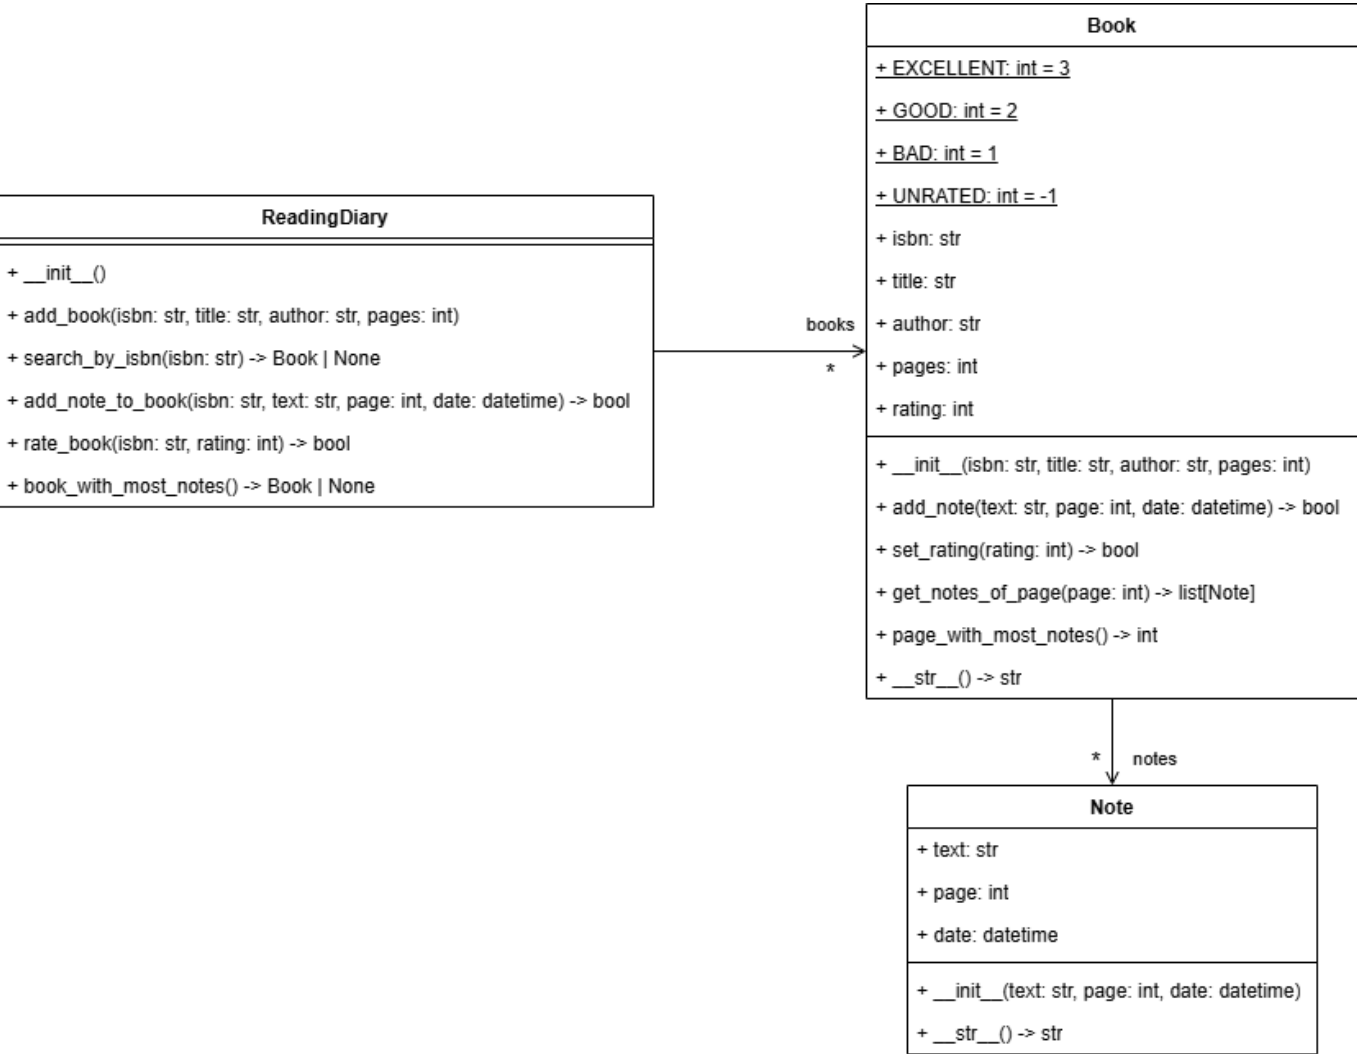 ReadingDiary
+ __init__()
+ add_book(isbn: str, title: str, author: str, pages: int)
+ search_by_isbn(isbn: str) -> Book | None
+ add_note_to_book(isbn: str, text: str, page: int, date: datetime) -> bool
+ rate_book(isbn: str, rating: int) -> bool
+ book_with_most_notes() -> Book | None
books
*
Book
+ EXCELLENT: int = 3
+ GOOD: int = 2
+ BAD: int = 1
+ UNRATED: int = -1
+ isbn: str
+ title: str
+ author: str
+ pages: int
+ rating: int
+ __init__(isbn: str, title: str, author: str, pages: int)
+ add_note(text: str, page: int, date: datetime) -> bool
+ set_rating(rating: int) -> bool
+ get_notes_of_page(page: int) -> list[Note]
+ page_with_most_notes() -> int
+ __str__() -> str
* notes
Note
+ text: str
+ page: int
+ date: datetime
+ __init__(text: str, page: int, date: datetime)
+ __str__() -> str